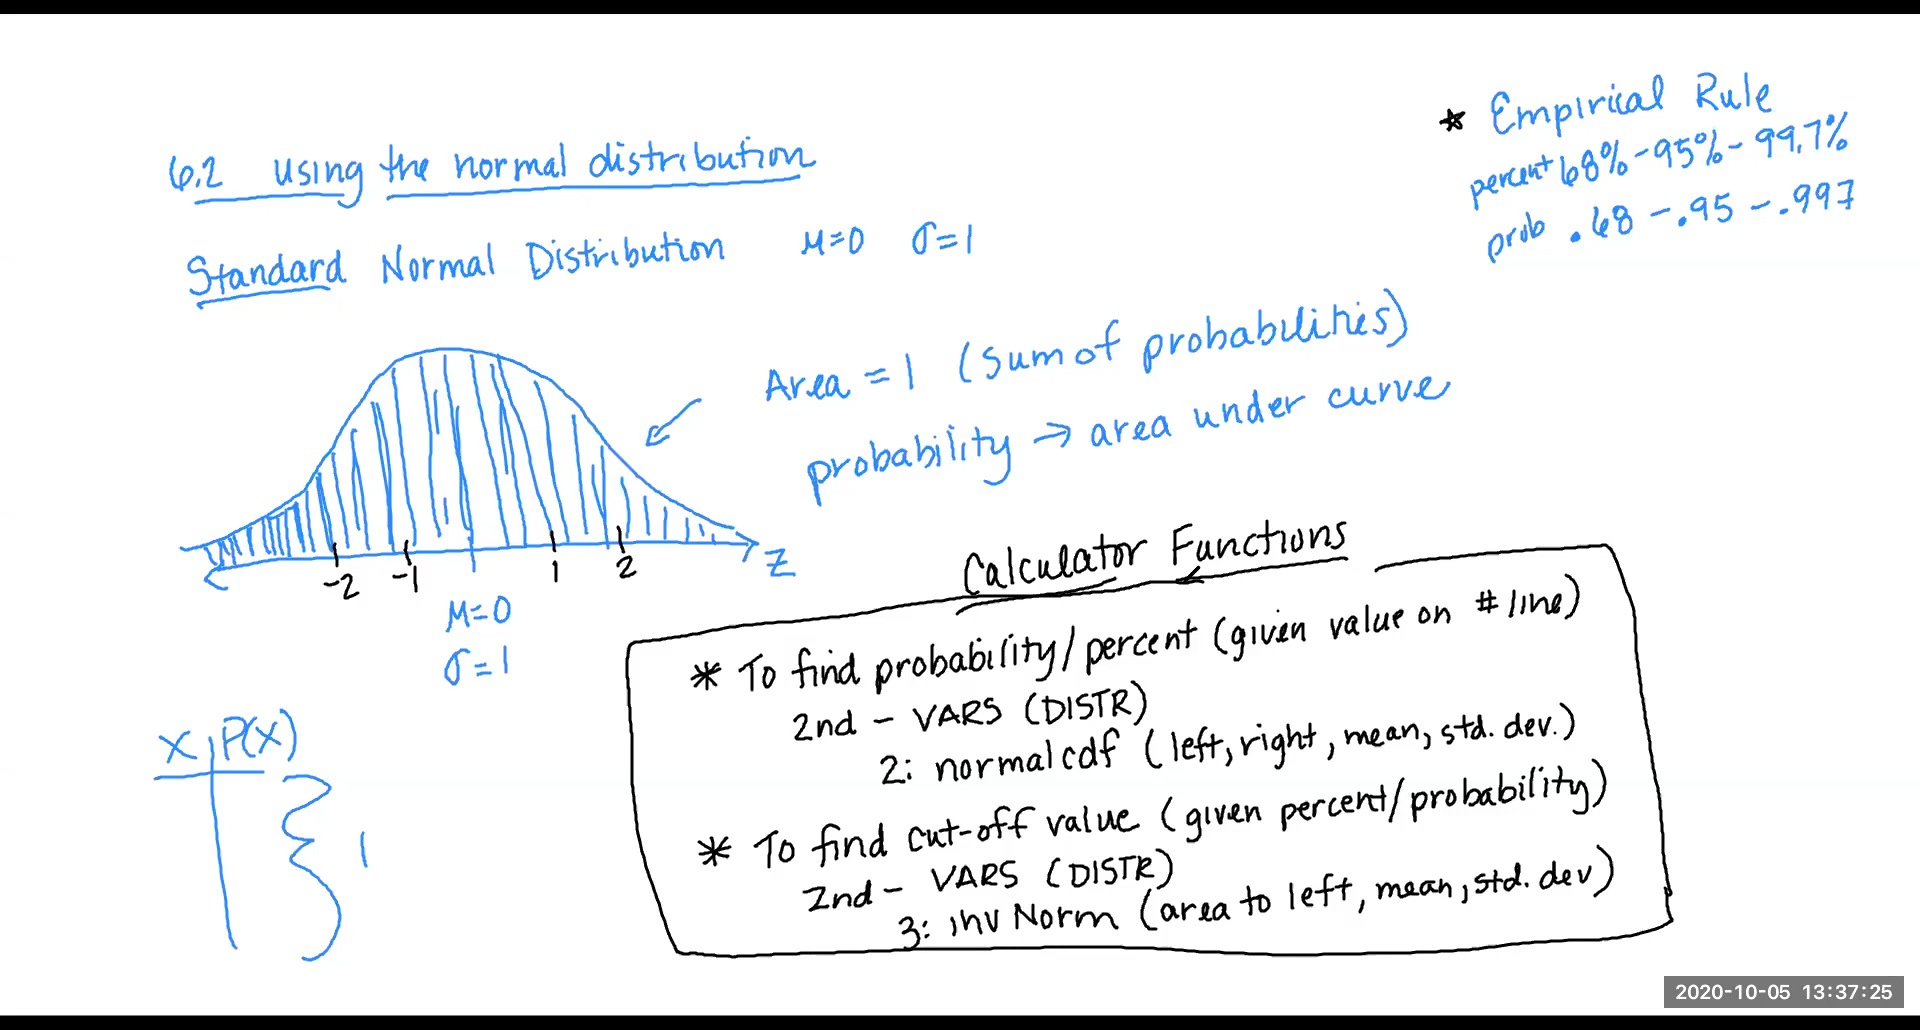 6.2 using the normal distribution
Standard Normal Distribution μ=0 σ=1
* Empirical Rule
percent 68% - 95% - 99.7%
prob .68 - .95 - .997
Area = 1 (sum of probabilities)
probability → area under curve
-2 -1 1 2 Z
μ=0
σ=1
X P(X)
1
Calculator Functions
* To find probability/percent (given value on # line)
2nd - VARS (DISTR)
2: normalcdf (left, right, mean, std. dev.)
* To find cut-off value (given percent/probability)
2nd - VARS (DISTR)
3: inv Norm (area to left, mean, std. dev)
2020-10-05 13:37:25